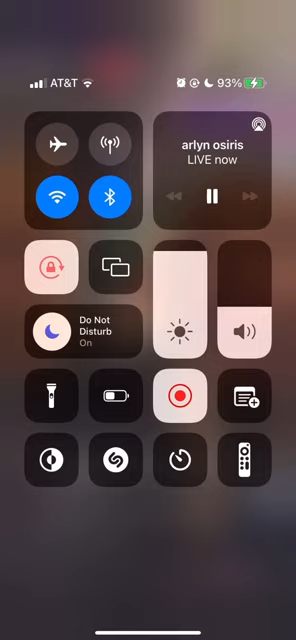 AT&T
93%
arlyn osiris
LIVE now
Do Not
Disturb
On